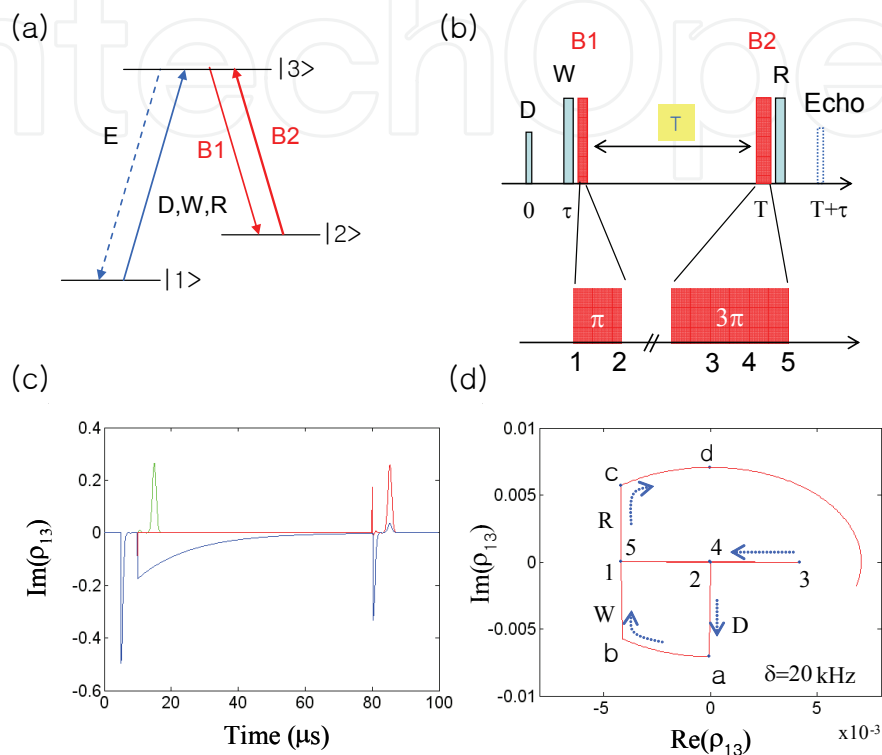 ntechOpe
(a)
|3>
E
B1
B2
D,W,R
|2>
|1>
(b)
B1
B2
W
R
D
Echo
T
0
τ
T
T+τ
π
3π
1
2
3
4
5
(c)
0.4
0.2
0
-0.2
-0.4
-0.6
Im(ρ13)
0
20
40
60
80
100
Time (μs)
(d)
0.01
0.005
0
-0.005
-0.01
Im(ρ13)
d
c
R
5
4
1
2
3
W
D
b
a
δ=20 kHz
-5
0
5
x10-3
Re(ρ13)